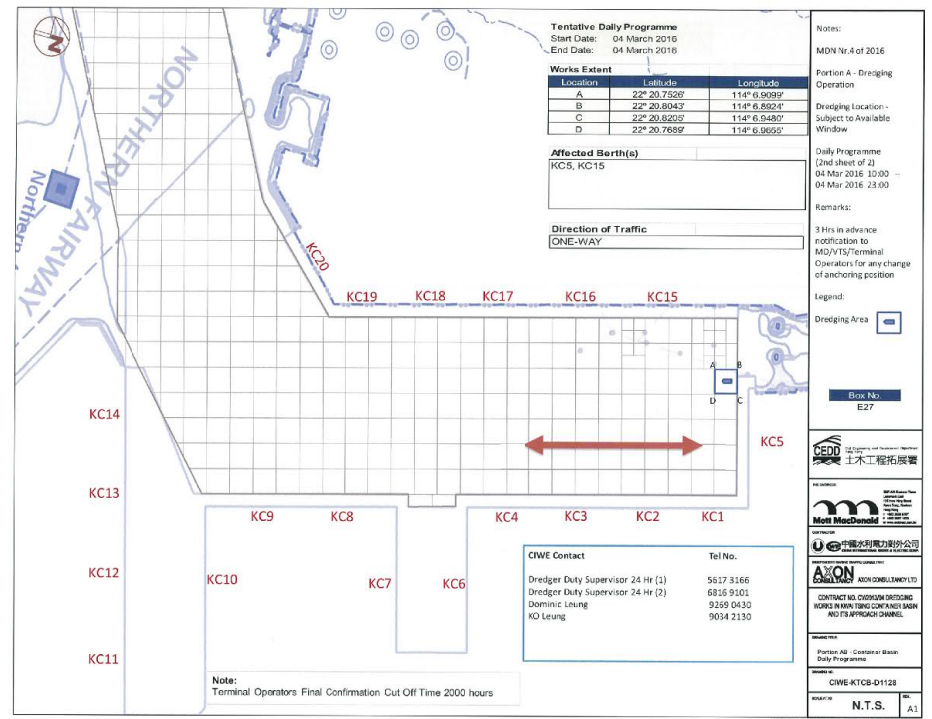 Tentative Daily Programme
Start Date: 04 March 2016
End Date: 04 March 2016
Works Extent
Location Latitude Longitude
A 22° 20.7526' 114° 6.9099'
B 22° 20.8043' 114° 6.8924'
C 22° 20.8205' 114° 6.9480'
D 22° 20.7689' 114° 6.9655'
Affected Berth(s)
KC5, KC15
Direction of Traffic
ONE-WAY
N
NORTHERN FAIRWAY
Northern
KC20
KC19 KC18 KC17 KC16 KC15
A B
D C
KC14
KC5
KC13
KC9 KC8 KC4 KC3 KC2 KC1
KC12 KC10 KC7 KC6
KC11
CIWE Contact Tel No.
Dredger Duty Supervisor 24 Hr (1) 5617 3166
Dredger Duty Supervisor 24 Hr (2) 6816 9101
Dominic Leung 9269 0430
KO Leung 9034 2130
Note:
Terminal Operators Final Confirmation Cut Off Time 2000 hours
Notes:
MDN Nr.4 of 2016
Portion A - Dredging
Operation
Dredging Location -
Subject to Available
Window
Daily Programme
(2nd sheet of 2)
04 Mar 2016 10:00 --
04 Mar 2016 23:00
Remarks:
3 Hrs in advance
notification to
MD/VTS/Terminal
Operators for any change
of anchoring position
Legend:
Dredging Area
Box No.
E27
CEDD
土木工程拓展署
Mott MacDonald
中國水利電力對外公司
AXON
CONSULTANCY AXON CONSULTANCY LTD
CONTRACT NO. CV/2013/04 DREDGING
WORKS IN KWAI TSING CONTAINER BASIN
AND ITS APPROACH CHANNEL
Portion AB - Container Basin
Daily Programme
CIWE-KTCB-D1128
N.T.S.
A1